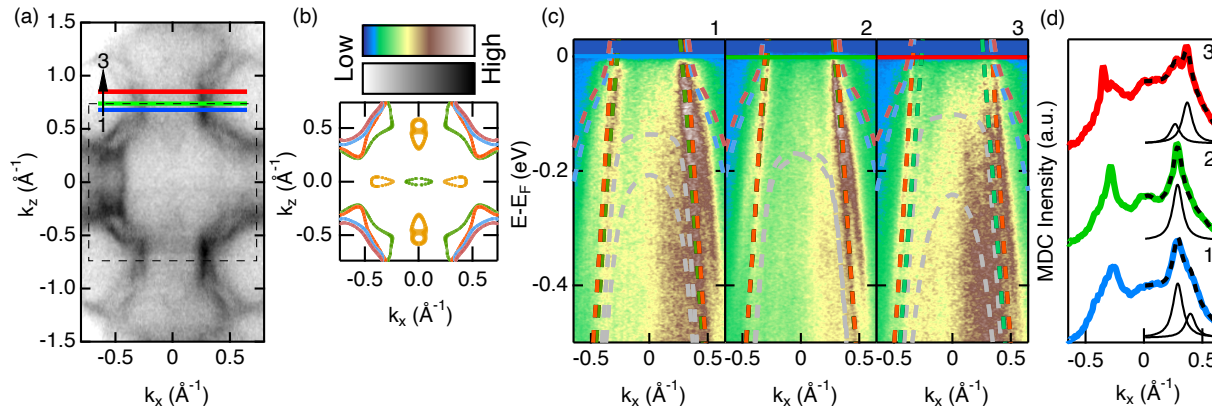 (a)
1.5
1.0
0.5
0.0
-0.5
-1.0
-1.5
k_z (Å⁻¹)
3
1
-0.5
0
0.5
k_x (Å⁻¹)
(b)
Low
High
0.5
0.0
-0.5
k_z (Å⁻¹)
-0.5
0.0
0.5
k_x (Å⁻¹)
(c)
1
2
3
0
-0.2
-0.4
E-E_F (eV)
-0.5
0
0.5
-0.5
0
0.5
-0.5
0
0.5
k_x (Å⁻¹)
k_x (Å⁻¹)
k_x (Å⁻¹)
(d)
3
2
1
MDC Inensity (a.u.)
-0.5
0
0.5
k_x (Å⁻¹)